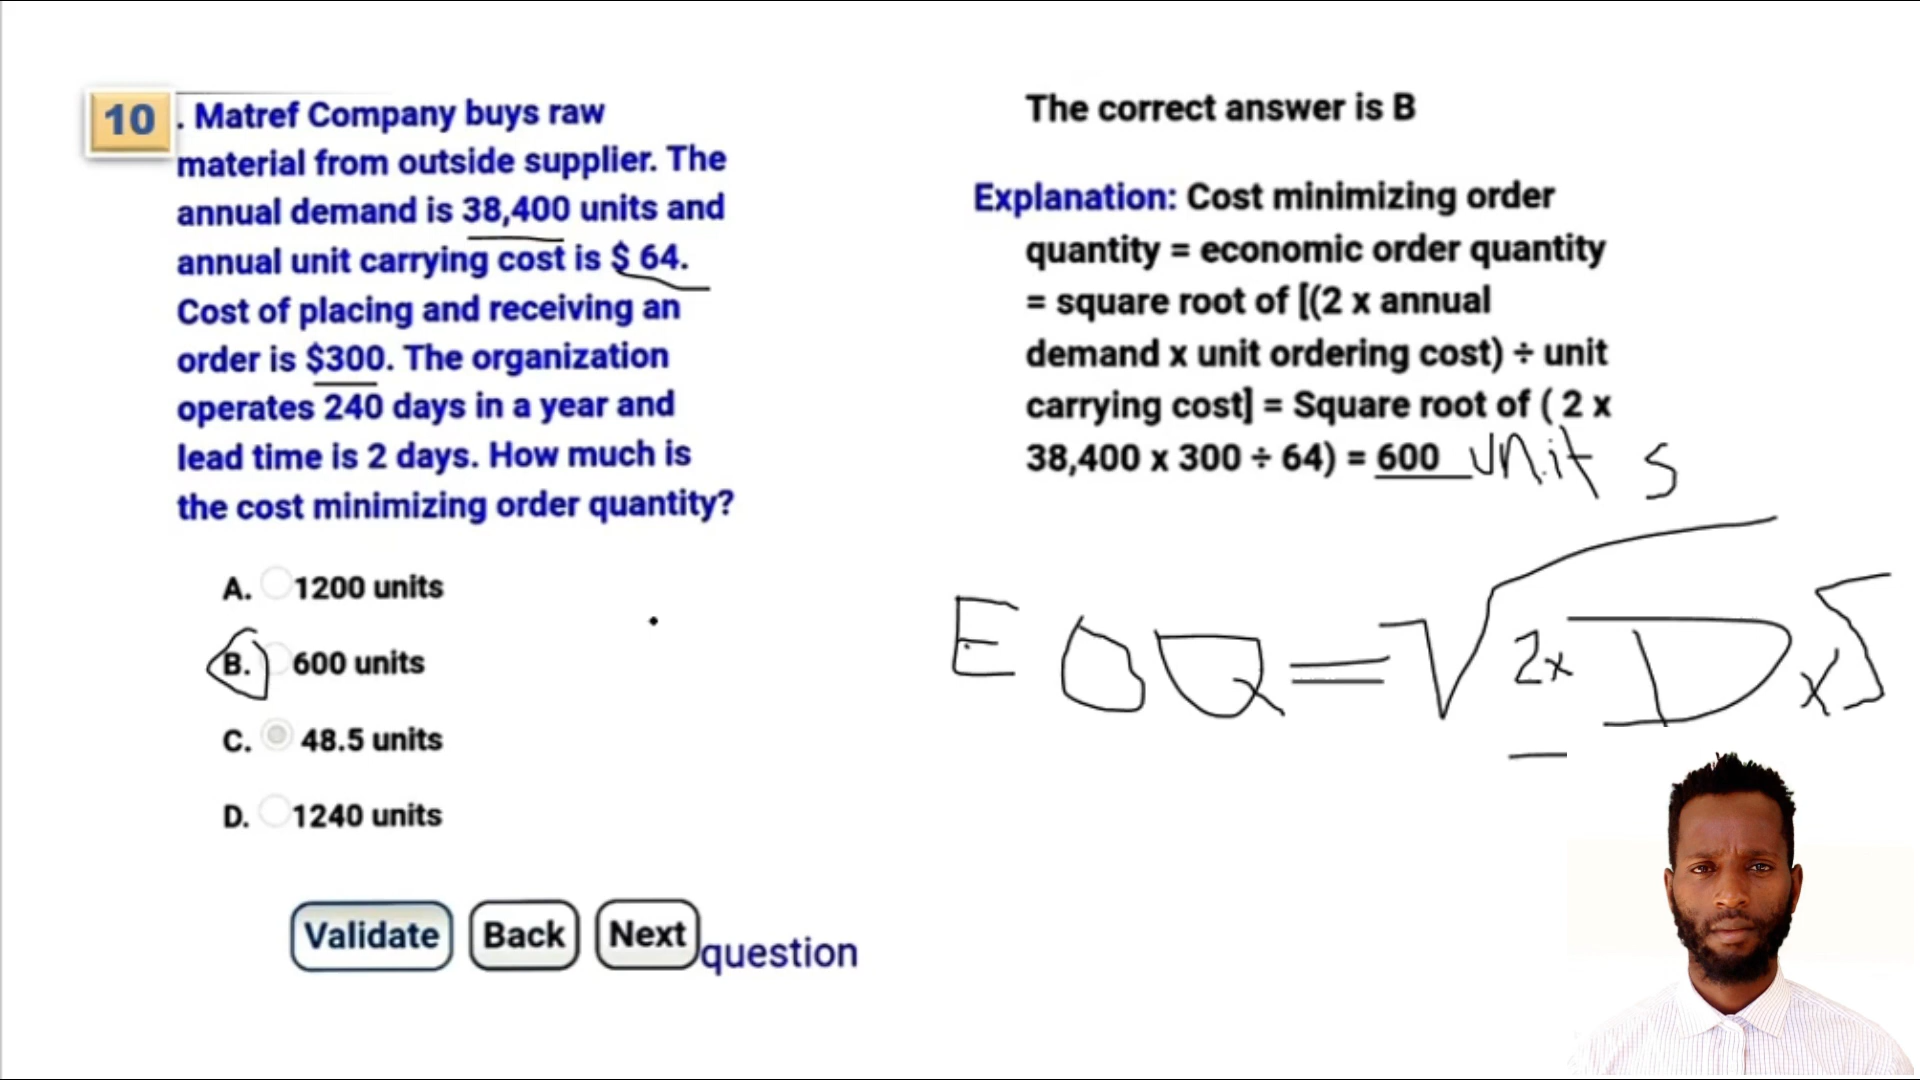 10 . Matref Company buys raw
material from outside supplier. The
annual demand is 38,400 units and
annual unit carrying cost is $ 64.
Cost of placing and receiving an
order is $300. The organization
operates 240 days in a year and
lead time is 2 days. How much is
the cost minimizing order quantity?
A. 1200 units
B. 600 units
C. 48.5 units
D. 1240 units
Validate Back Next question
The correct answer is B
Explanation: Cost minimizing order
quantity = economic order quantity
= square root of [(2 x annual
demand x unit ordering cost) ÷ unit
carrying cost] = Square root of ( 2 x
38,400 x 300 ÷ 64) = 600 units
EOQ = √2x D x S